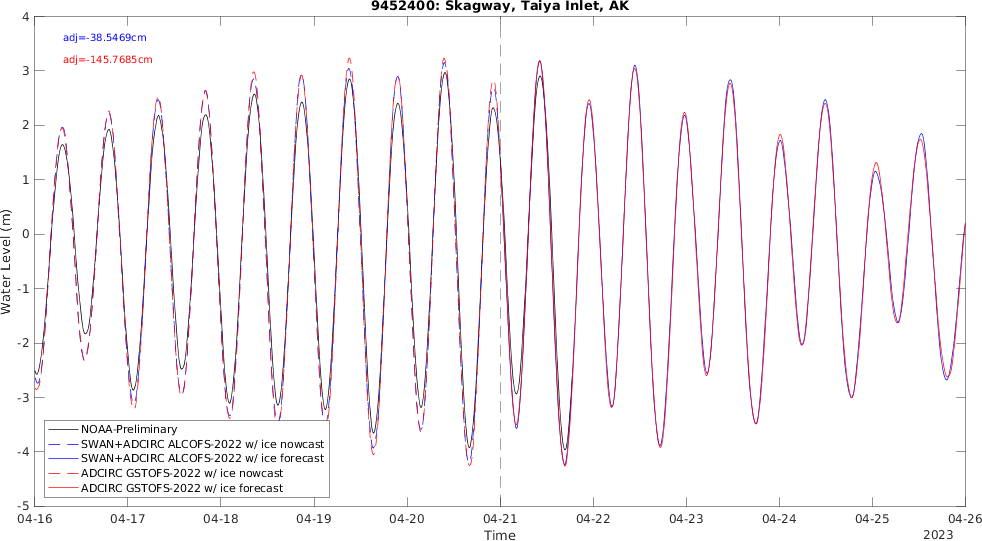 9452400: Skagway, Taiya Inlet, AK
adj=-38.5469cm
adj=-145.7685cm
4
3
2
1
0
-1
-2
-3
-4
-5
Water Level (m)
NOAA-Preliminary
SWAN+ADCIRC ALCOFS-2022 w/ ice nowcast
SWAN+ADCIRC ALCOFS-2022 w/ ice forecast
ADCIRC GSTOFS-2022 w/ ice nowcast
ADCIRC GSTOFS-2022 w/ ice forecast
04-16 04-17 04-18 04-19 04-20 04-21 04-22 04-23 04-24 04-25 04-26
Time
2023